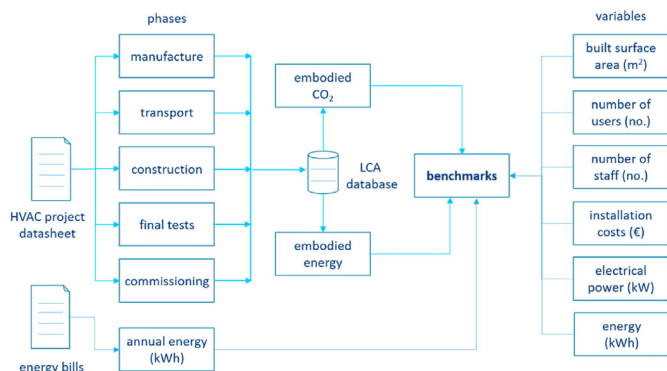 phases
variables
manufacture
transport
construction
final tests
commissioning
HVAC project
datasheet
energy bills
annual energy
(kWh)
embodied
CO₂
LCA
database
embodied
energy
benchmarks
built surface
area (m²)
number of
users (no.)
number of
staff (no.)
installation
costs (€)
electrical
power (kW)
energy
(kWh)